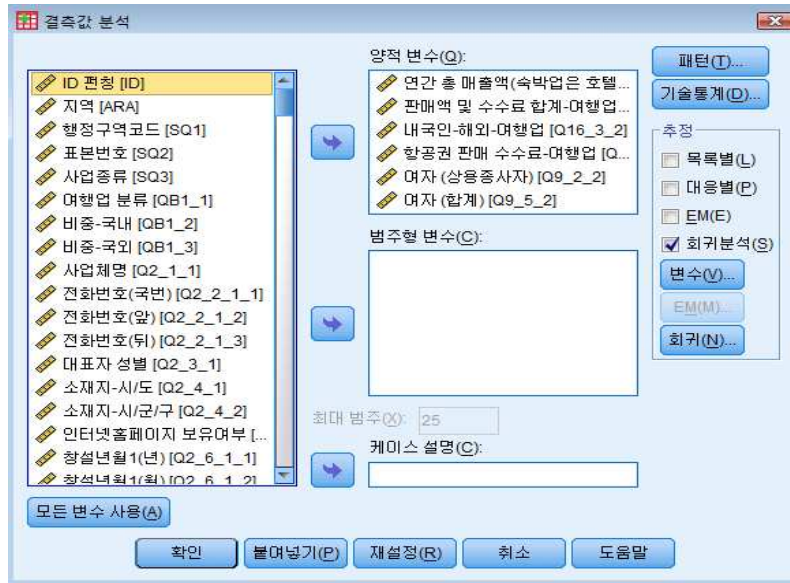 결측값 분석
ID 편칭 [ID]
지역 [ARA]
행정구역코드 [SQ1]
표본번호 [SQ2]
사업종류 [SQ3]
여행업 분류 [QB1_1]
비중-국내 [QB1_2]
비중-국외 [QB1_3]
사업체명 [Q2_1_1]
전화번호(국번) [Q2_2_1_1]
전화번호(앞) [Q2_2_1_2]
전화번호(뒤) [Q2_2_1_3]
대표자 성별 [Q2_3_1]
소재지-시/도 [Q2_4_1]
소재지-시/군/구 [Q2_4_2]
인터넷홈페이지 보유여부 [...
창설년월1(년) [Q2_6_1_1]
창설년월1(월) [Q2_6_1_2]
모든 변수 사용(A)
양적 변수(Q):
연간 총 매출액(숙박업은 호텔...
판매액 및 수수료 합계-여행업...
내국인-해외-여행업 [Q16_3_2]
항공권 판매 수수료-여행업 [Q...
여자 (상용종사자) [Q9_2_2]
여자 (합계) [Q9_5_2]
범주형 변수(C):
최대 범주(X): 25
케이스 설명(C):
패턴(T)...
기술통계(D)...
추정
목록별(L)
대응별(P)
EM(E)
회귀분석(S)
변수(V)...
EM(M)...
회귀(N)...
확인
붙여넣기(P)
재설정(R)
취소
도움말